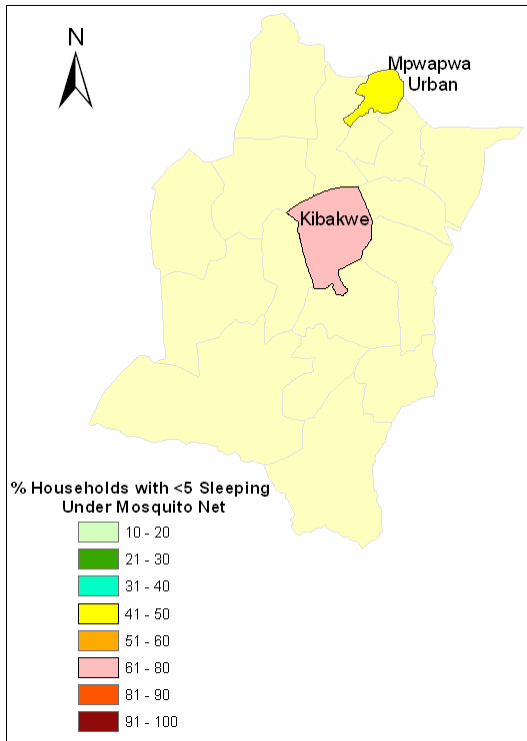 N
Mpwapwa
Urban
Kibakwe
% Households with <5 Sleeping
Under Mosquito Net
10 - 20
21 - 30
31 - 40
41 - 50
51 - 60
61 - 80
81 - 90
91 - 100